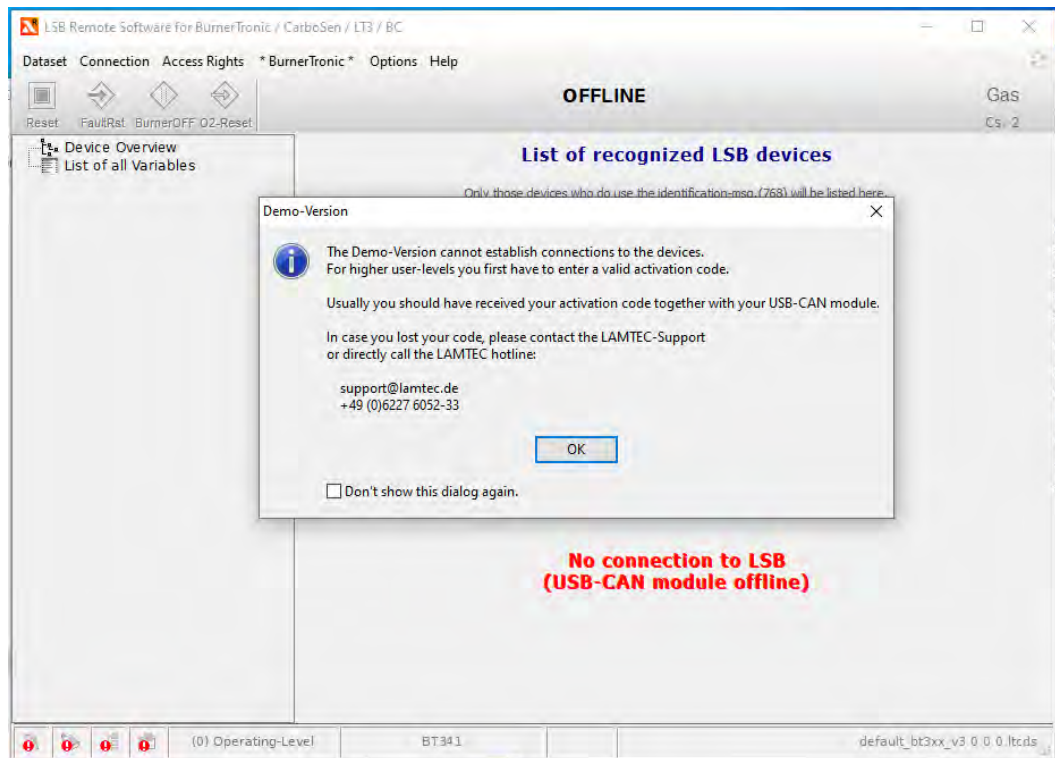 LSB Remote Software for BurnerTronic / CarboSen / LT3 / BC
Dataset Connection Access Rights * BurnerTronic * Options Help
OFFLINE
Gas
Reset FaultRst BurnerOFF O2-Reset
Cs. 2
Device Overview
List of all Variables
List of recognized LSB devices
Only those devices who do use the identification-msg.(768) will be listed here.
Demo-Version
The Demo-Version cannot establish connections to the devices.
For higher user-levels you first have to enter a valid activation code.
Usually you should have received your activation code together with your USB-CAN module.
In case you lost your code, please contact the LAMTEC-Support
or directly call the LAMTEC hotline:
support@lamtec.de
+49 (0)6227 6052-33
OK
Don't show this dialog again.
No connection to LSB
(USB-CAN module offline)
(0) Operating-Level BT341 default_bt3xx_v3.0.0.0.ltcds